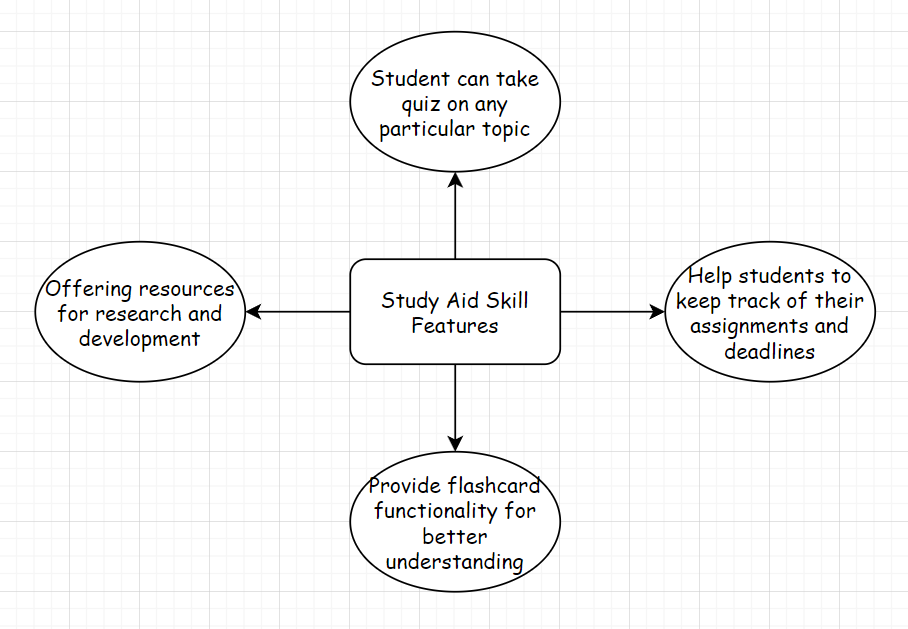 Student can take
quiz on any
particular topic
Offering resources
for research and
development
Study Aid Skill
Features
Help students to
keep track of their
assignments and
deadlines
Provide flashcard
functionality for
better
understanding